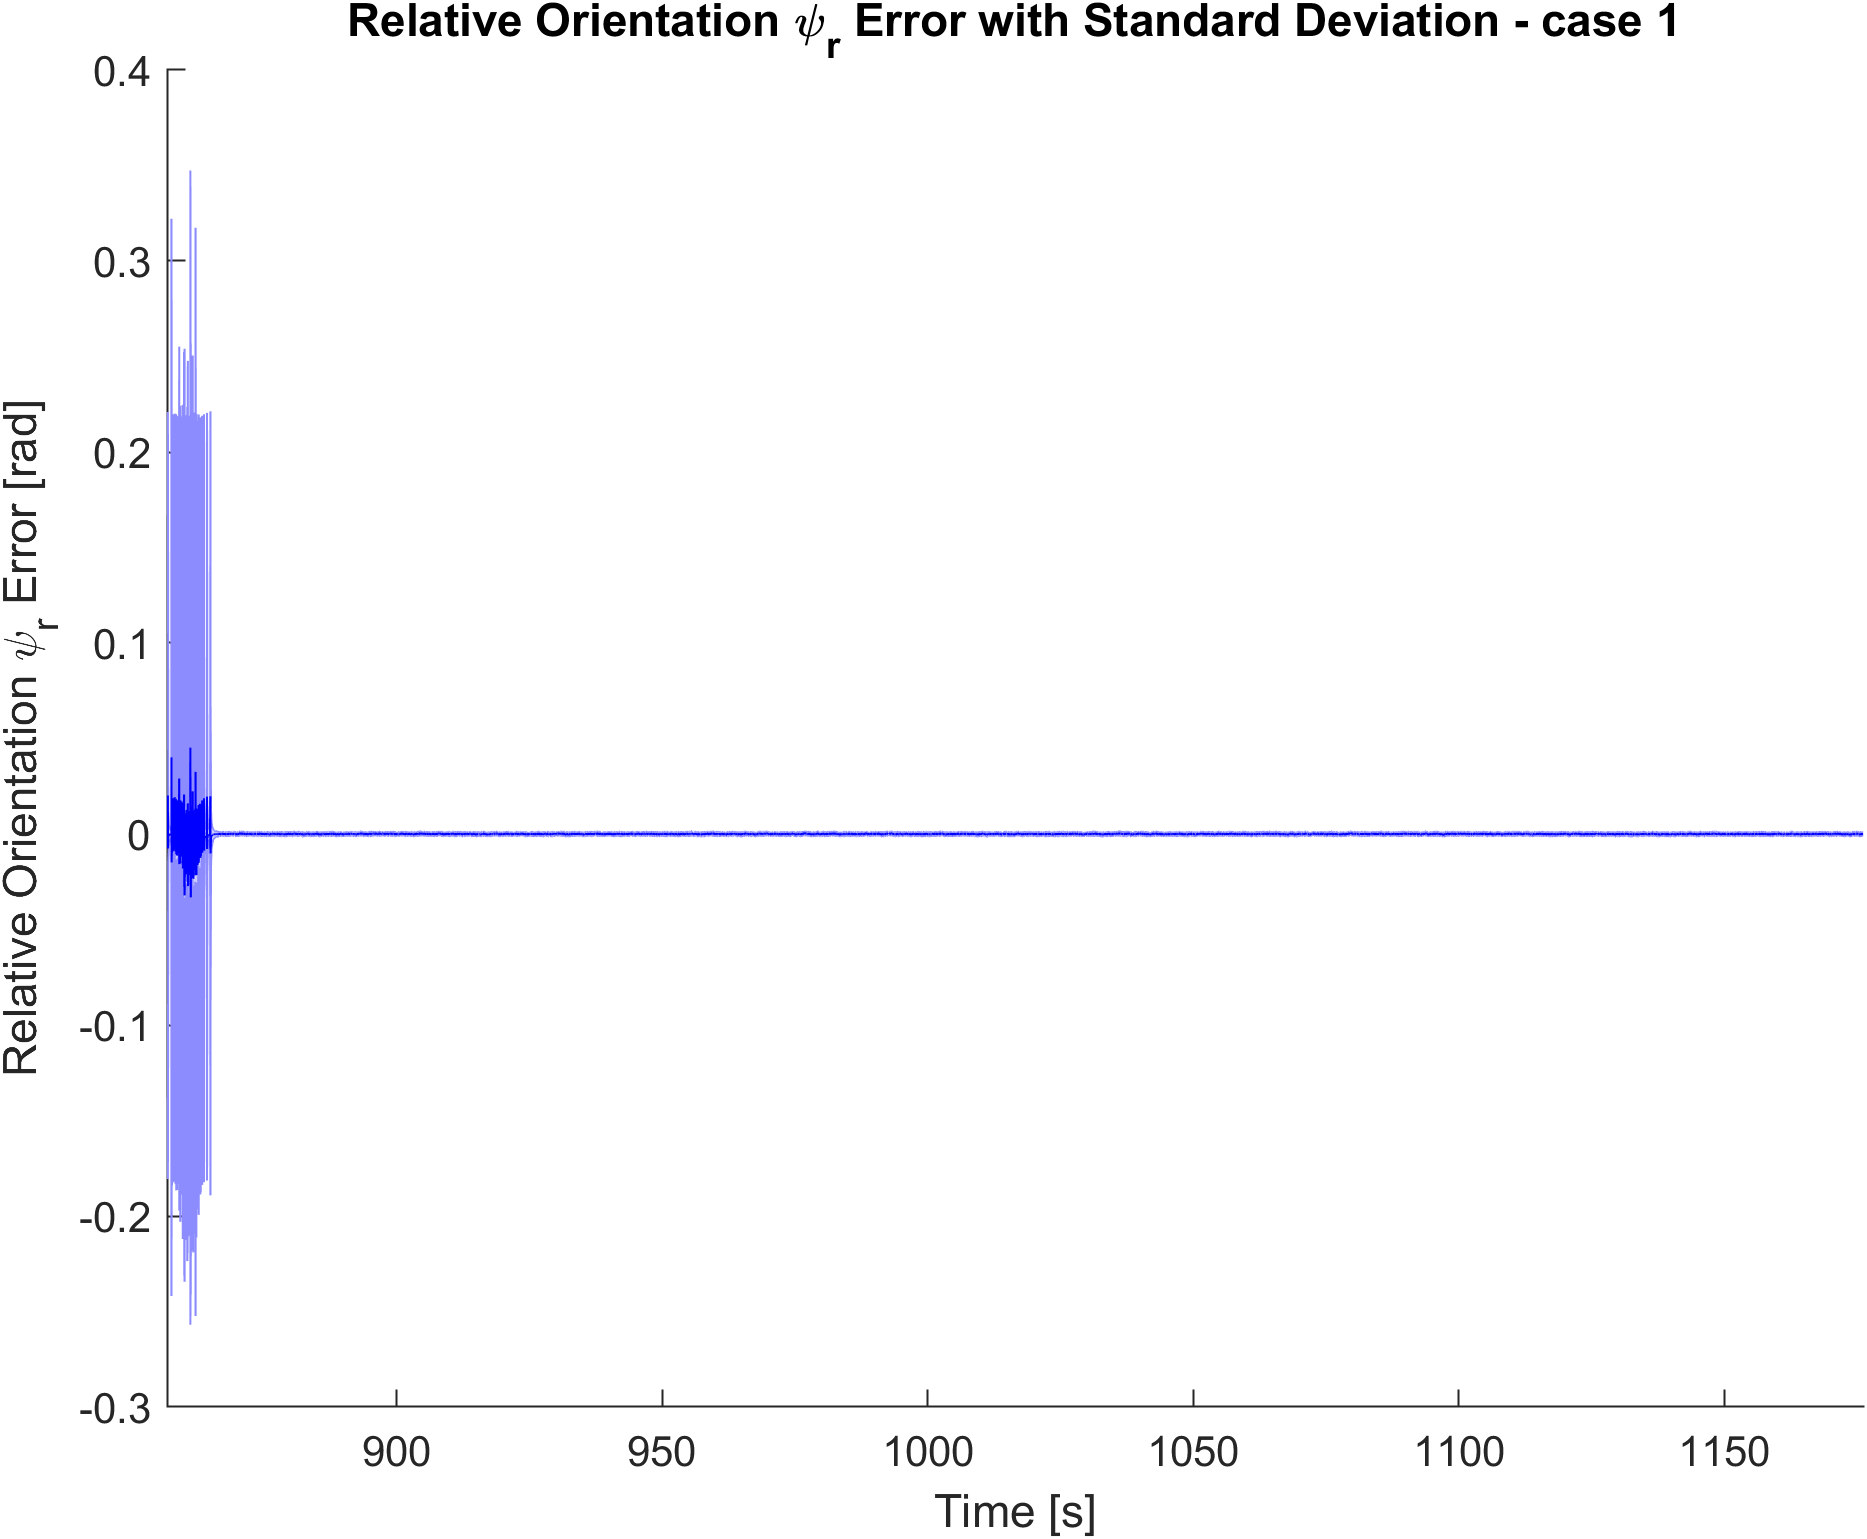 Relative Orientation ψr Error with Standard Deviation - case 1
Relative Orientation ψr Error [rad]
0.4
0.3
0.2
0.1
0
-0.1
-0.2
-0.3
900 950 1000 1050 1100 1150
Time [s]